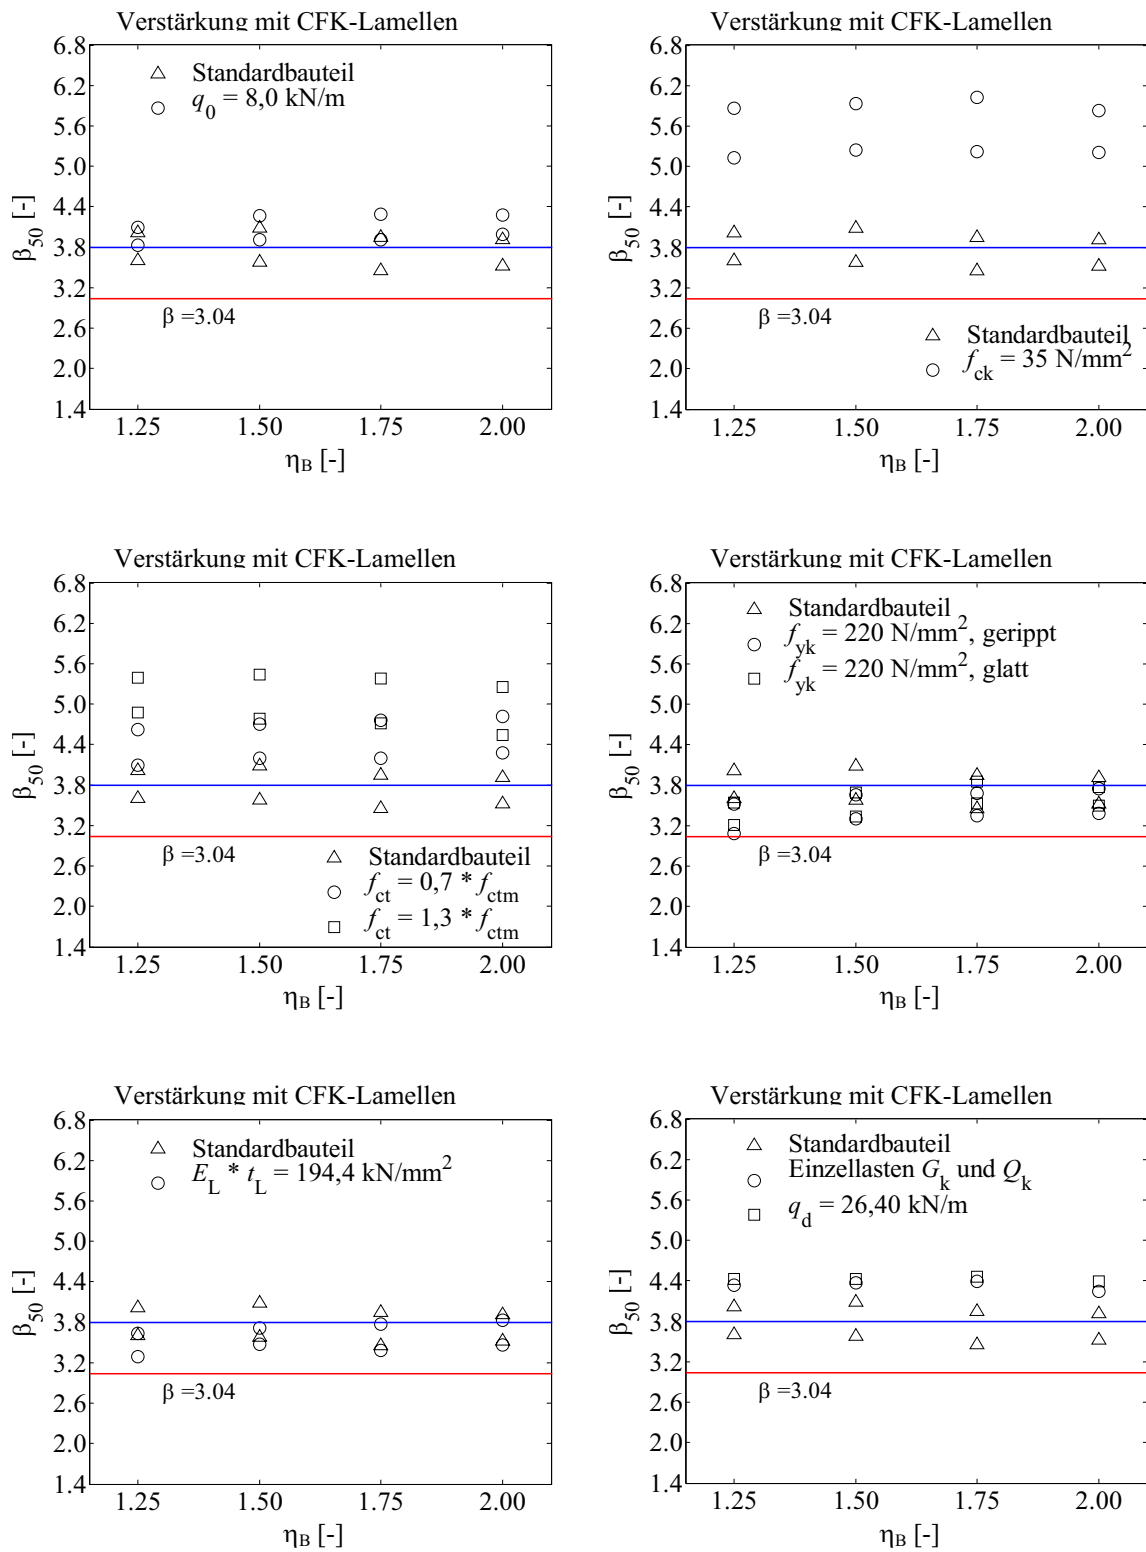 Verstärkung mit CFK-Lamellen
6.8
6.2
5.6
5.0
4.4
3.8
3.2
2.6
2.0
1.4
β50 [-]
Standardbauteil
q0 = 8,0 kN/m
β =3.04
1.25 1.50 1.75 2.00
ηB [-]
Verstärkung mit CFK-Lamellen
6.8
6.2
5.6
5.0
4.4
3.8
3.2
2.6
2.0
1.4
β50 [-]
β =3.04
Standardbauteil
fck = 35 N/mm2
1.25 1.50 1.75 2.00
ηB [-]
Verstärkung mit CFK-Lamellen
6.8
6.2
5.6
5.0
4.4
3.8
3.2
2.6
2.0
1.4
β50 [-]
β =3.04
Standardbauteil
fct = 0,7 * fctm
fct = 1,3 * fctm
1.25 1.50 1.75 2.00
ηB [-]
Verstärkung mit CFK-Lamellen
6.8
6.2
5.6
5.0
4.4
3.8
3.2
2.6
2.0
1.4
β50 [-]
Standardbauteil
fyk = 220 N/mm2, gerippt
fyk = 220 N/mm2, glatt
β =3.04
1.25 1.50 1.75 2.00
ηB [-]
Verstärkung mit CFK-Lamellen
6.8
6.2
5.6
5.0
4.4
3.8
3.2
2.6
2.0
1.4
β50 [-]
Standardbauteil
EL * tL = 194,4 kN/mm2
β =3.04
1.25 1.50 1.75 2.00
ηB [-]
Verstärkung mit CFK-Lamellen
6.8
6.2
5.6
5.0
4.4
3.8
3.2
2.6
2.0
1.4
β50 [-]
Standardbauteil
Einzellasten Gk und Qk
qd = 26,40 kN/m
β =3.04
1.25 1.50 1.75 2.00
ηB [-]